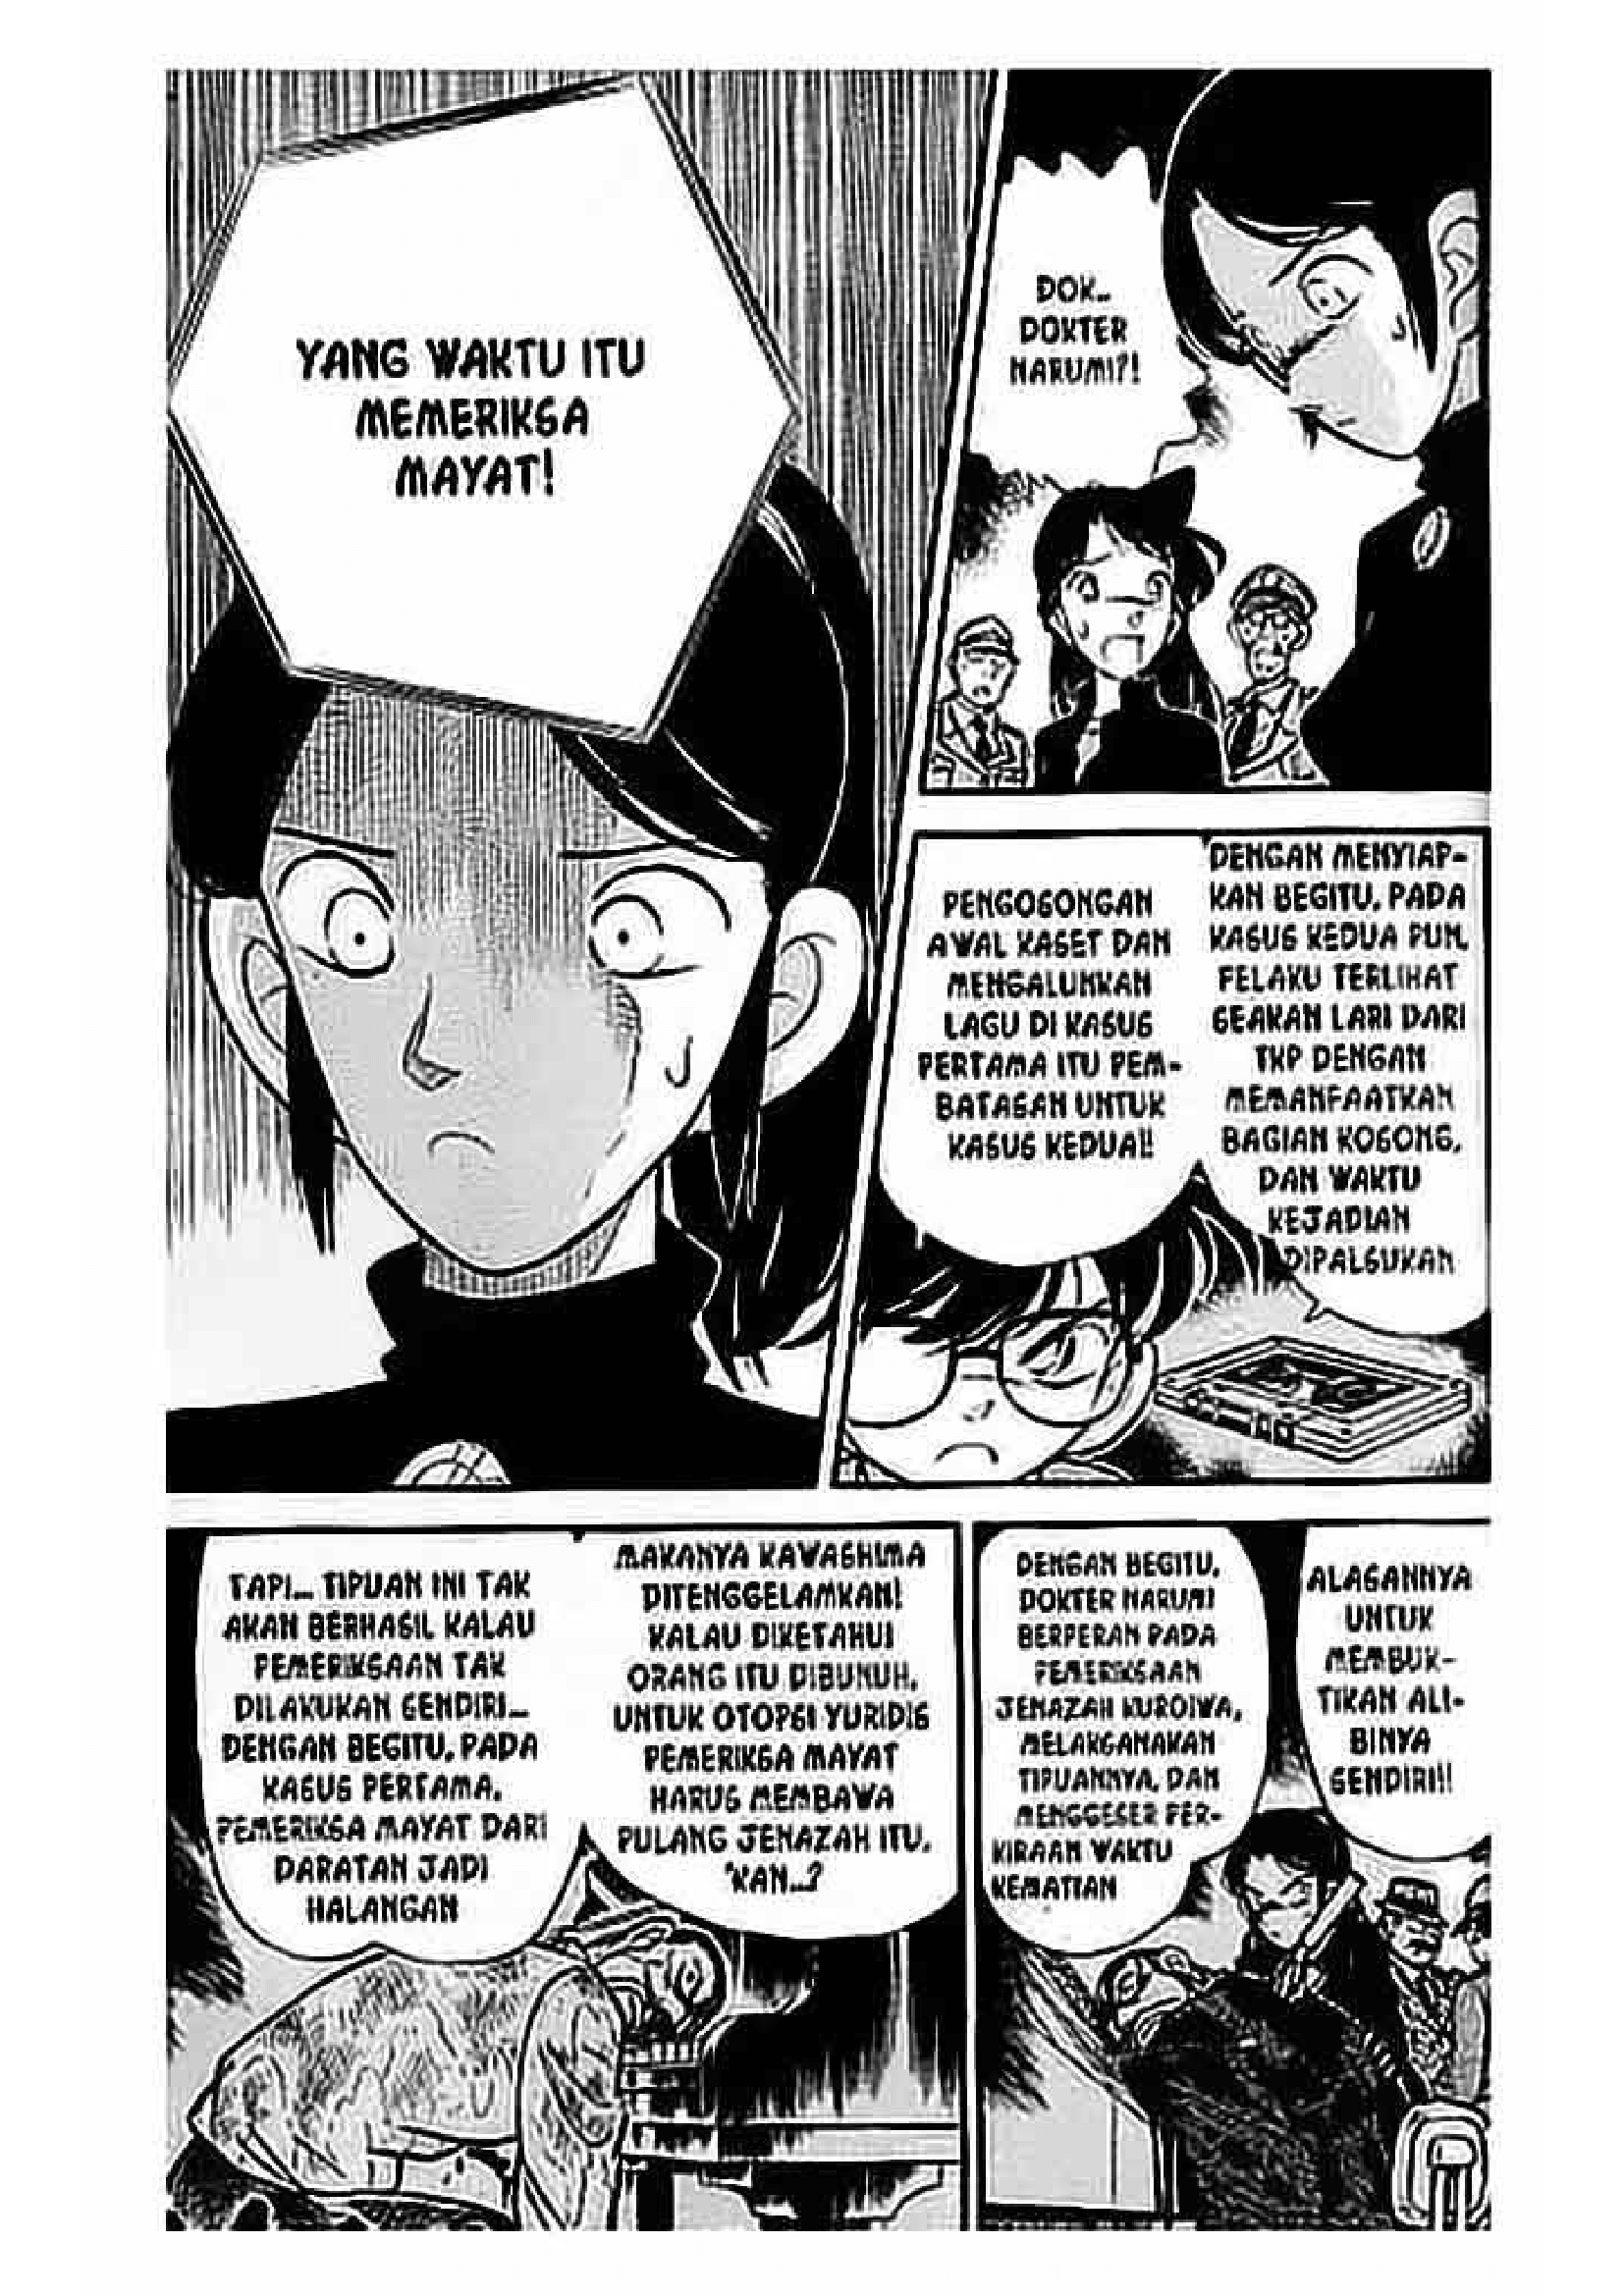 DOK..
DOKTER
NARUMI?!
YANG WAKTU ITU
MEMERIKSA
MAYAT!
DENGAN MENYIAP-
KAN BEGITU, PADA
KASUS KEDUA PUN,
PELAKU TERLIHAT
SEAKAN LARI DARI
TKP DENGAN
MEMANFAATKAN
BAGIAN KOSONG,
DAN WAKTU
KEJADIAN
DIPALSUKAN
PENGOSONGAN
AWAL KASET DAN
MENGALUNKAN
LAGU DI KASUS
PERTAMA ITU PEM-
BATASAN UNTUK
KASUS KEDUA!!
ALASANNYA
UNTUK
MEMBUK-
TIKAN ALI-
BINYA
SENDIRI!!
DENGAN BEGITU,
DOKTER NARUMI
BERPERAN PADA
PEMERIKSAAN
JENAZAH KUROIWA,
MELAKSANAKAN
TIPUANNYA, DAN
MENGGESER PER-
KIRAAN WAKTU
KEMATIAN
MAKANYA KAWASHIMA
DITENGGELAMKAN!
KALAU DIKETAHUI
ORANG ITU DIBUNUH,
UNTUK OTOPSI YURIDIS
PEMERIKSA MAYAT
HARUS MEMBAWA
PULANG JENAZAH ITU,
'KAN...?
TAPI... TIPUAN INI TAK
AKAN BERHASIL KALAU
PEMERIKSAAN TAK
DILAKUKAN SENDIRI...
DENGAN BEGITU, PADA
KASUS PERTAMA,
PEMERIKSA MAYAT DARI
DARATAN JADI
HALANGAN